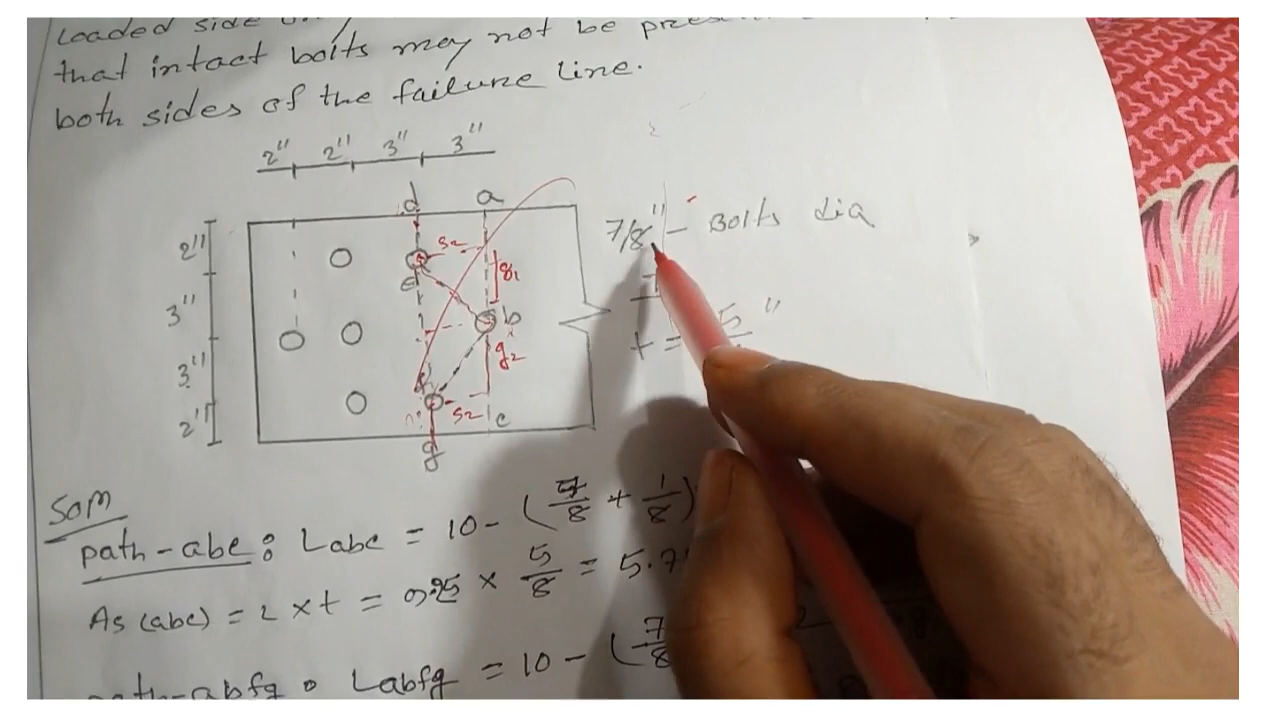 Loaded side
that intact bolts may not be
both sides of the failure line.
2" 2" 3" 3"
d a
7/8" - Bolts dia
2"
S2
g1
e
3"
b
t = 5 "
g2
3"
f
S2 c
2"
g
Soln
path-abc: Labc = 10 - (7/8 + 1/8)
As (abc) = L x t = x 5/8 = 5.7
path-abfg: Labfg = 10 - (7/8